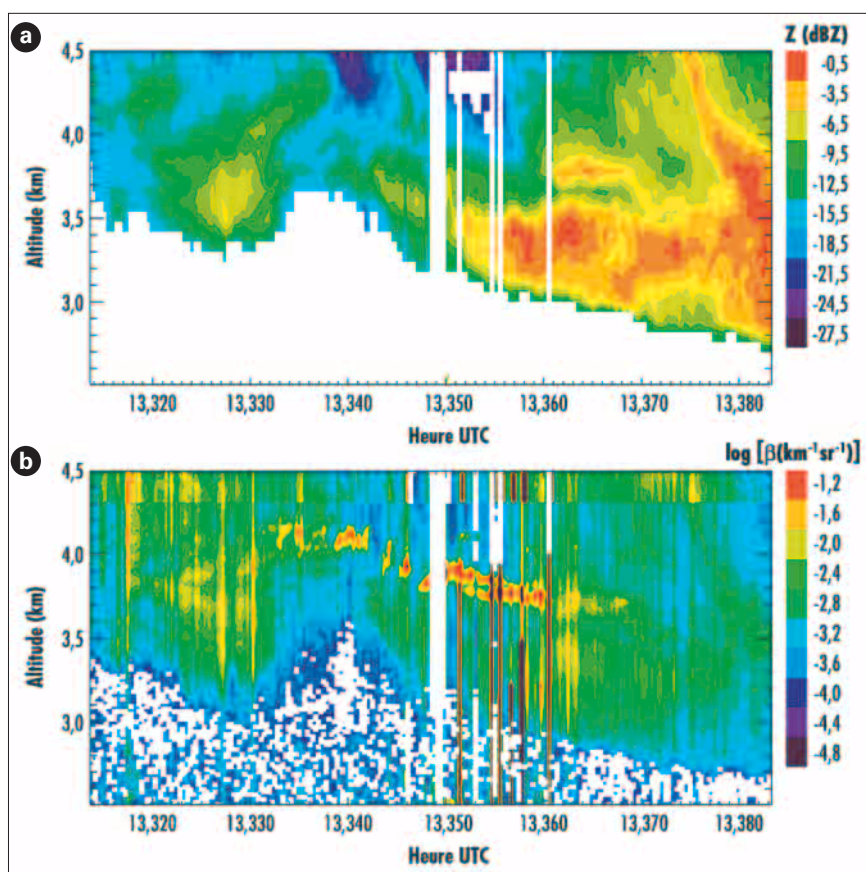 a
Z (dBZ)
4,5
4,0
3,5
3,0
Altitude (km)
-0,5
-3,5
-6,5
-9,5
-12,5
-15,5
-18,5
-21,5
-24,5
-27,5
13,320 13,330 13,340 13,350 13,360 13,370 13,380
Heure UTC
b
log [β(km⁻¹sr⁻¹)]
4,5
4,0
3,5
3,0
Altitude (km)
-1,2
-1,6
-2,0
-2,4
-2,8
-3,2
-3,6
-4,0
-4,4
-4,8
13,320 13,330 13,340 13,350 13,360 13,370 13,380
Heure UTC